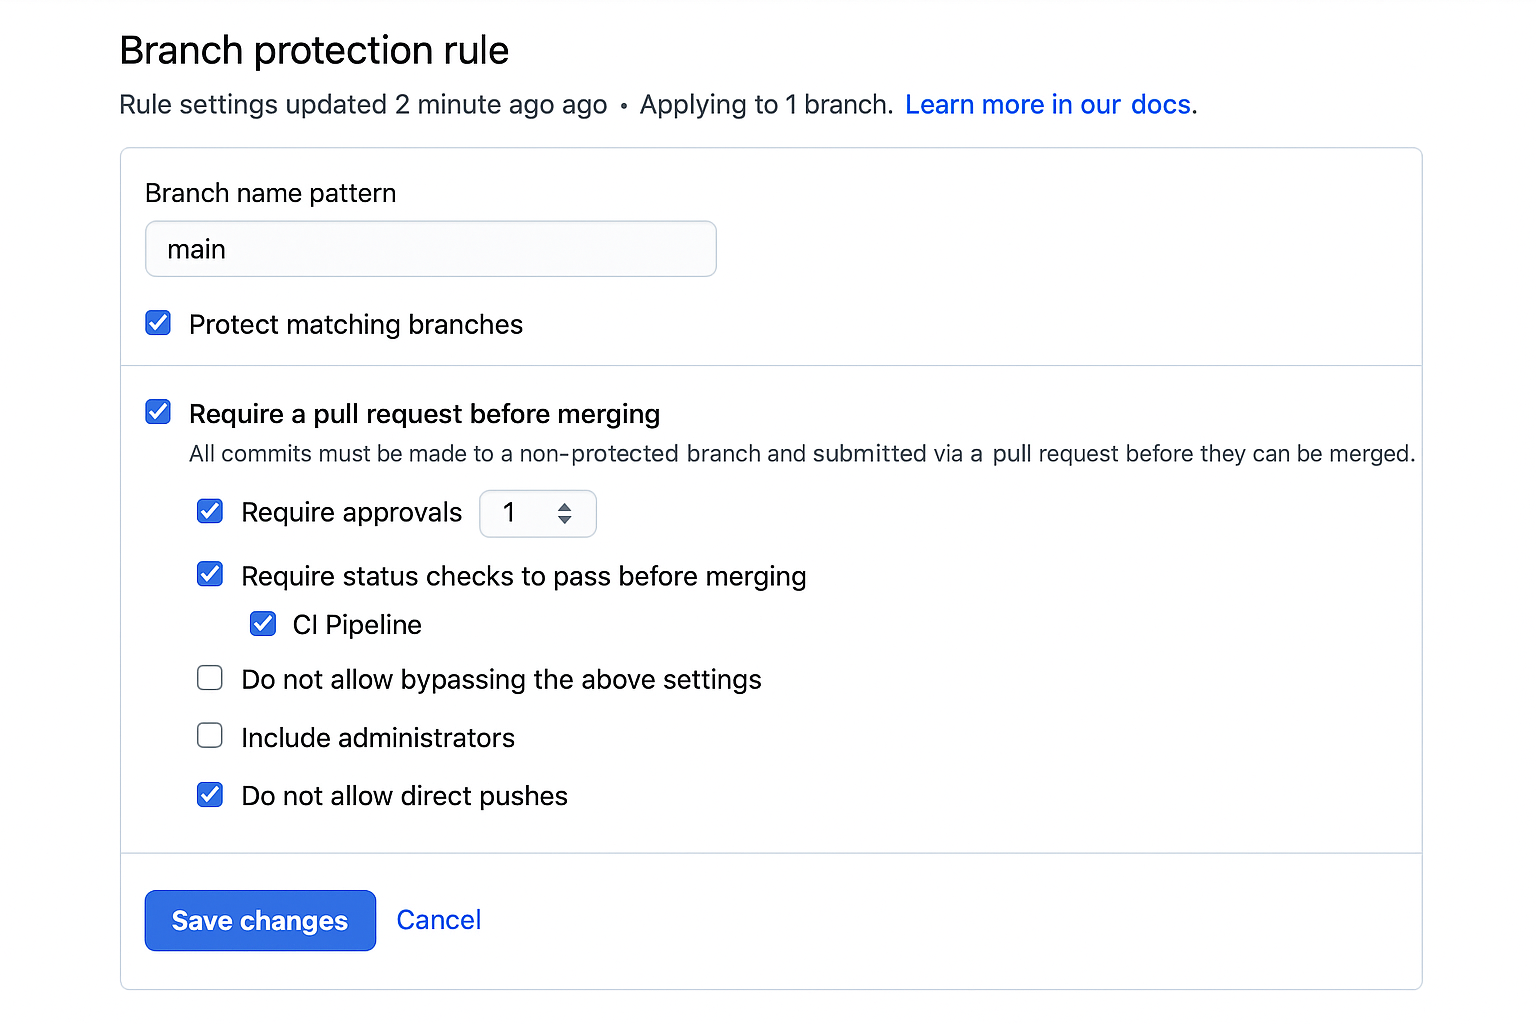 Branch protection rule
Rule settings updated 2 minute ago ago • Applying to 1 branch. Learn more in our docs.
Branch name pattern
main
Protect matching branches
Require a pull request before merging
All commits must be made to a non-protected branch and submitted via a pull request before they can be merged.
Require approvals 1
Require status checks to pass before merging
CI Pipeline
Do not allow bypassing the above settings
Include administrators
Do not allow direct pushes
Save changes Cancel